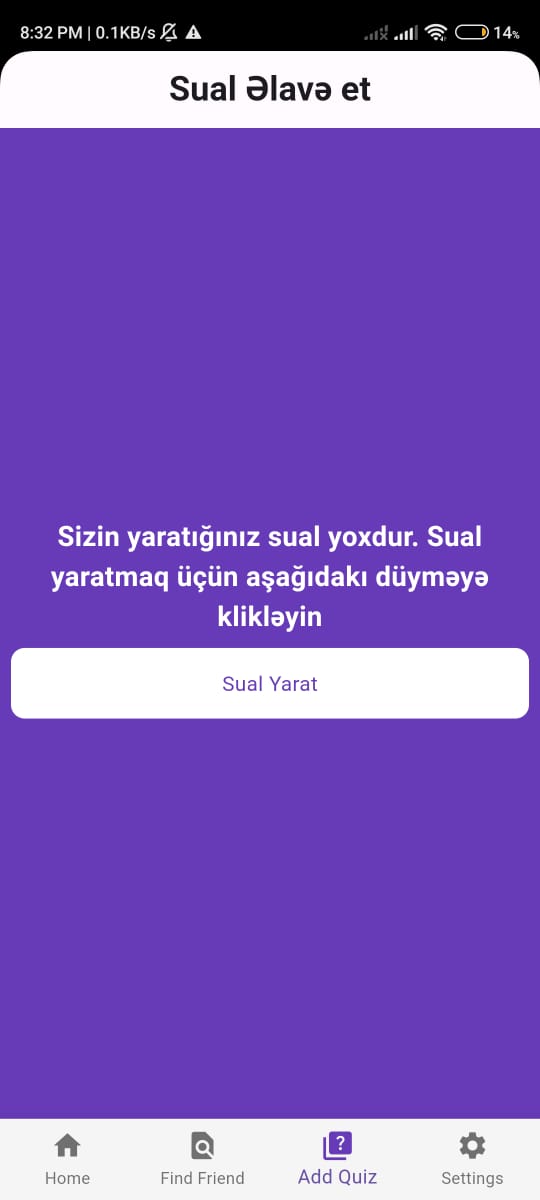 8:32 PM | 0.1KB/s 14%
Sual Əlavə et
Sizin yaratığınız sual yoxdur. Sual
yaratmaq üçün aşağıdakı düyməyə
klikləyin
Sual Yarat
Home Find Friend Add Quiz Settings